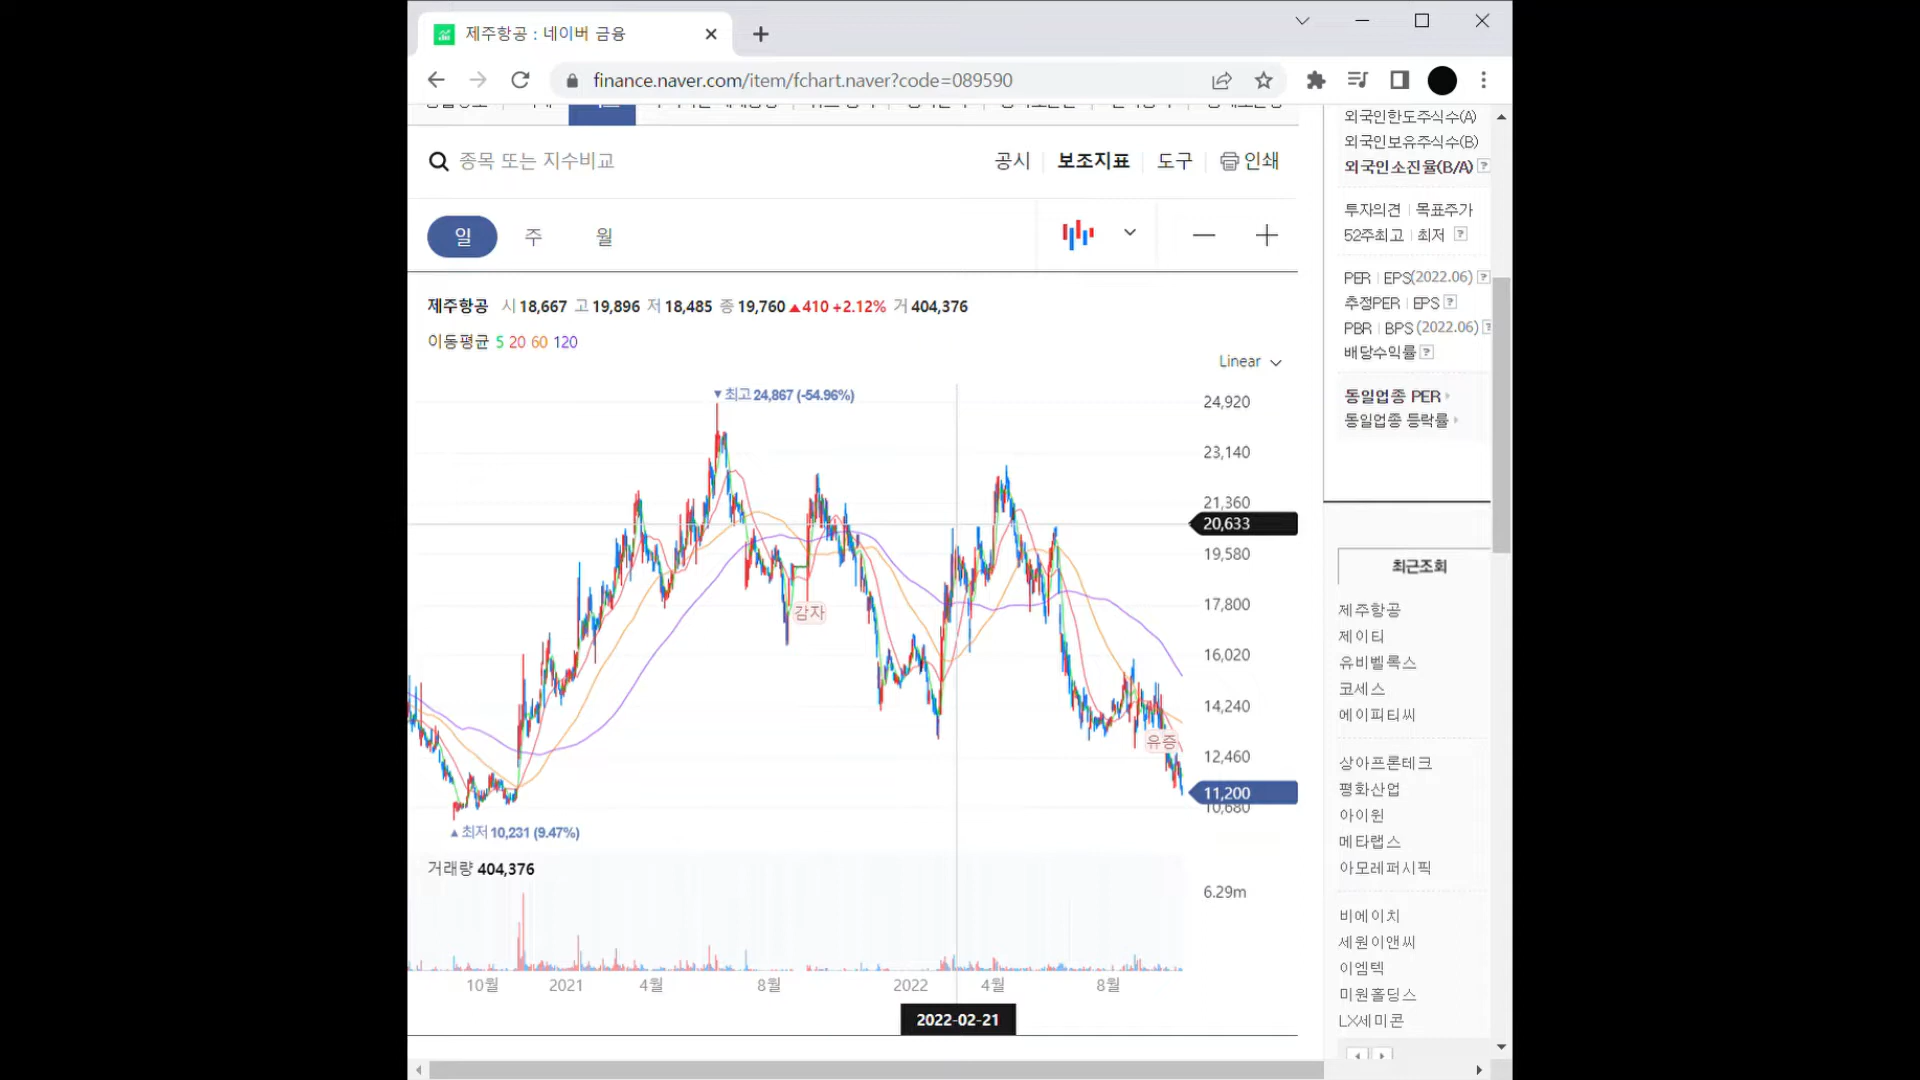 제주항공 : 네이버 금융
finance.naver.com/item/fchart.naver?code=089590
종목 또는 지수비교
공시 보조지표 도구 인쇄
일 주 월
제주항공 시 18,667 고 19,896 저 18,485 종 19,760 ▲410 +2.12% 거 404,376
이동평균 5 20 60 120
Linear
▼최고 24,867 (-54.96%)
24,920
23,140
21,360
20,633
19,580
17,800
감자
16,020
14,240
유증
12,460
11,200
10,680
▲최저 10,231 (9.47%)
거래량 404,376
6.29m
10월 2021 4월 8월 2022 4월 8월
2022-02-21
외국인한도주식수(A)
외국인보유주식수(B)
외국인소진율(B/A) ?
투자의견 | 목표주가
52주최고 | 최저 ?
PER | EPS(2022.06) ?
추정PER | EPS ?
PBR | BPS (2022.06) ?
배당수익률 ?
동일업종 PER
동일업종 등락률
최근조회
제주항공
제이티
유비벨록스
코세스
에이피티씨
상아프론테크
평화산업
아이윈
메타랩스
아모레퍼시픽
비에이치
세원이앤씨
이엠텍
미원홀딩스
LX세미콘